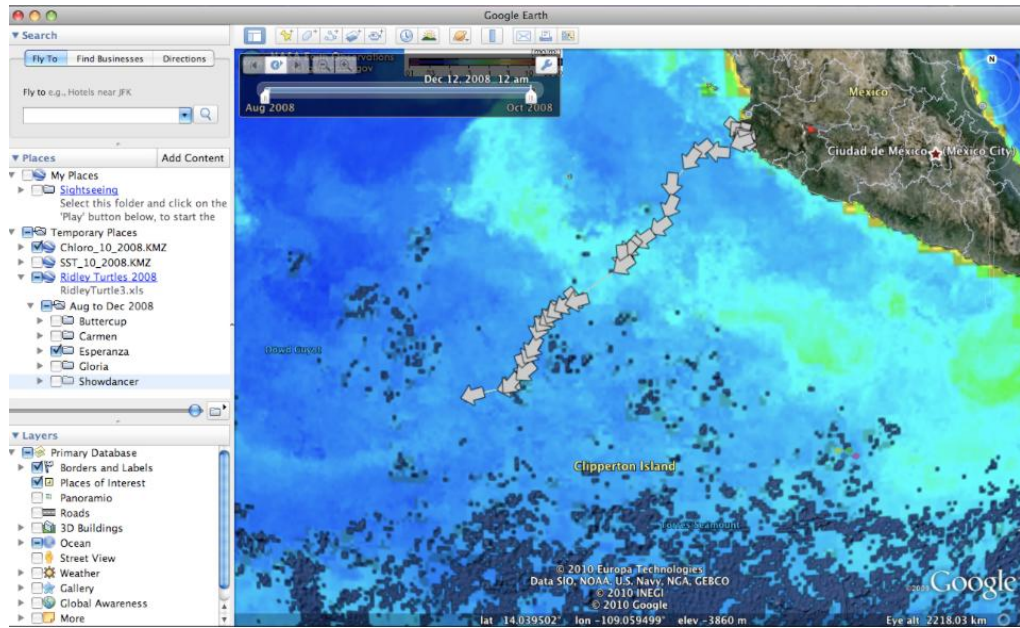 Google Earth
Search
Fly To Find Businesses Directions
Fly to e.g., Hotels near JFK
Places Add Content
My Places
Sightseeing
Select this folder and click on the
'Play' button below, to start the
Temporary Places
Chloro_10_2008.KMZ
SST_10_2008.KMZ
Ridley Turtles 2008
RidleyTurtle3.xls
Aug to Dec 2008
Buttercup
Carmen
Esperanza
Gloria
Showdancer
Layers
Primary Database
Borders and Labels
Places of Interest
Panoramio
Roads
3D Buildings
Ocean
Street View
Weather
Gallery
Global Awareness
More
Dec 12, 2008 12 am
Aug 2008 Oct 2008
N
Mexico
Ciudad de Mexico (Mexico City)
Clipperton Island
© 2010 Europa Technologies
Data SIO, NOAA, U.S. Navy, NGA, GEBCO
© 2010 INEGI
© 2010 Google
Google
lat 14.039502° lon -109.059499° elev -3860 m Eye alt 2218.03 km